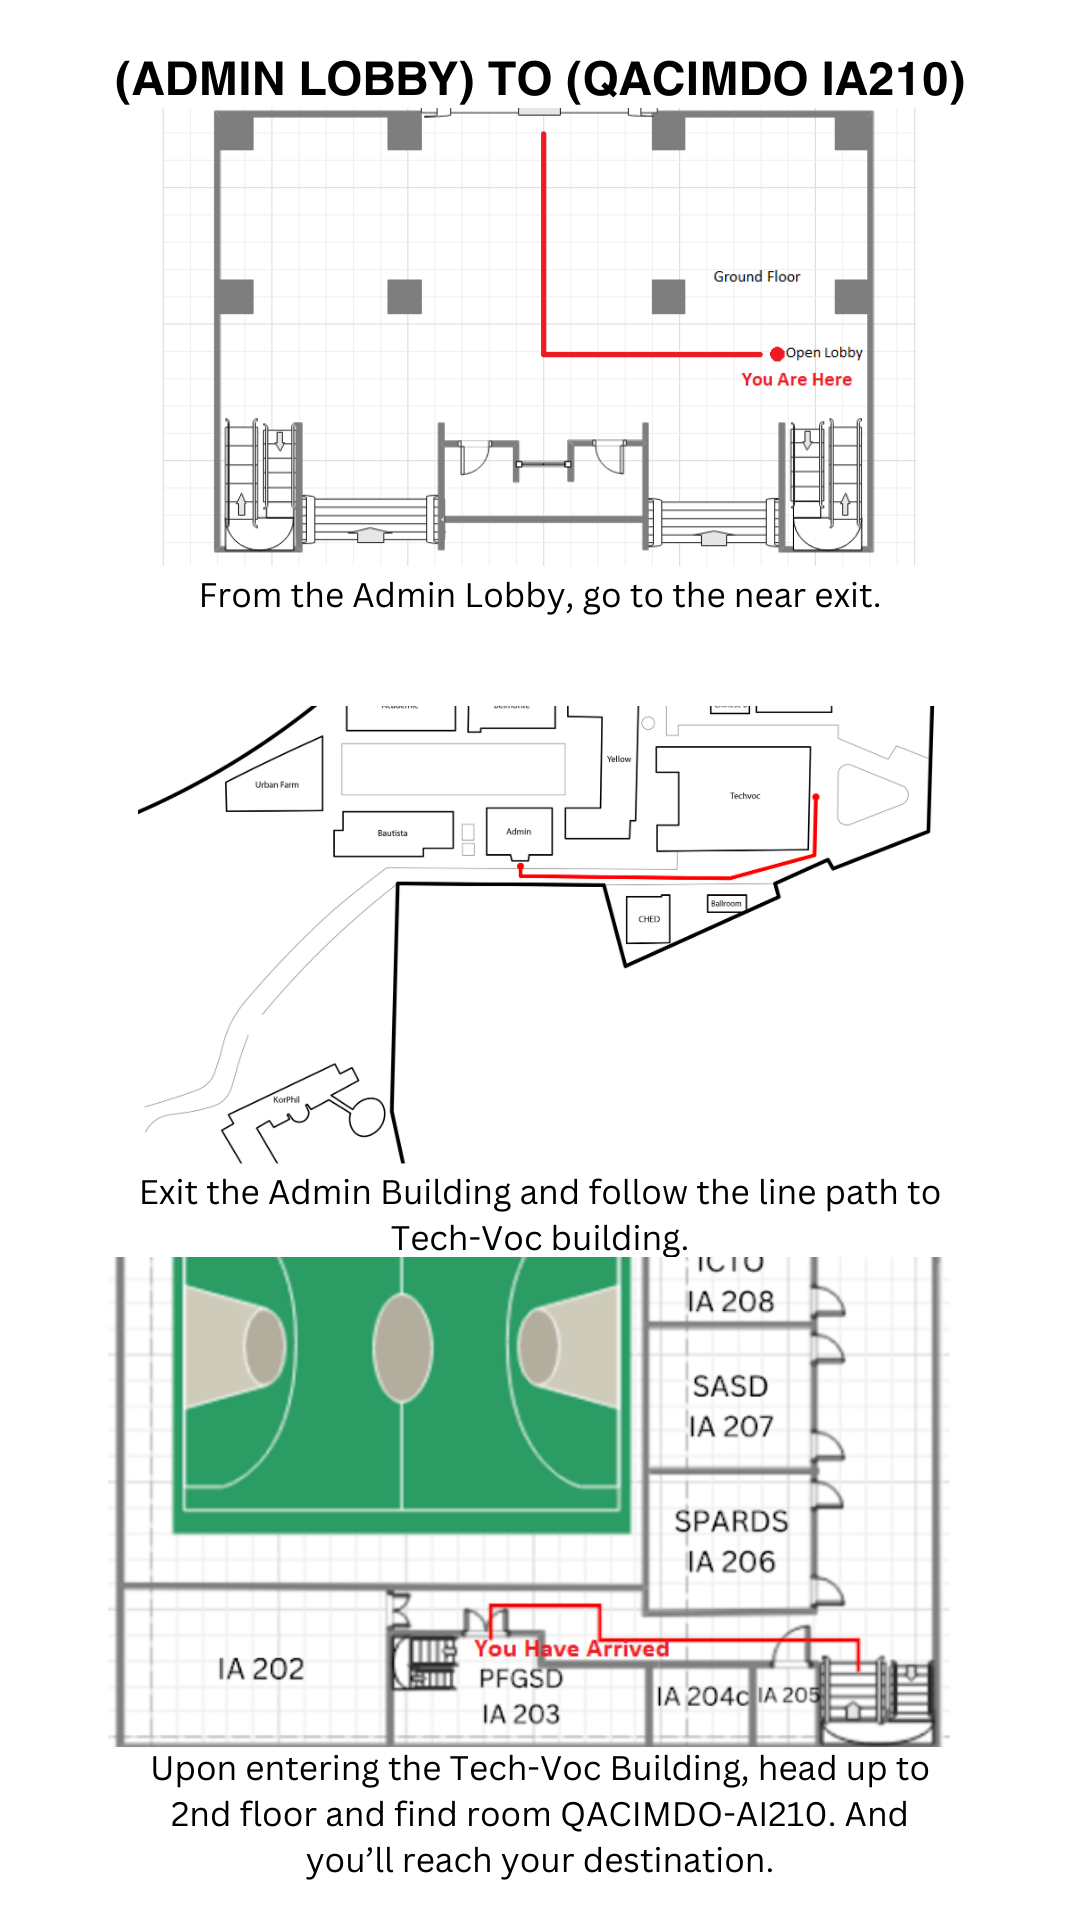 (ADMIN LOBBY) TO (QACIMDO IA210)
Ground Floor
Open Lobby
You Are Here
From the Admin Lobby, go to the near exit.
Urban Farm
Yellow
Techvoc
Bautista
Admin
CHED
Ballroom
KorPhil
Exit the Admin Building and follow the line path to
Tech-Voc building.
ICTO
IA 208
SASD
IA 207
SPARDS
IA 206
You Have Arrived
IA 202
PFGSD
IA 203
IA 204c
IA 205
Upon entering the Tech-Voc Building, head up to
2nd floor and find room QACIMDO-AI210. And
you’ll reach your destination.